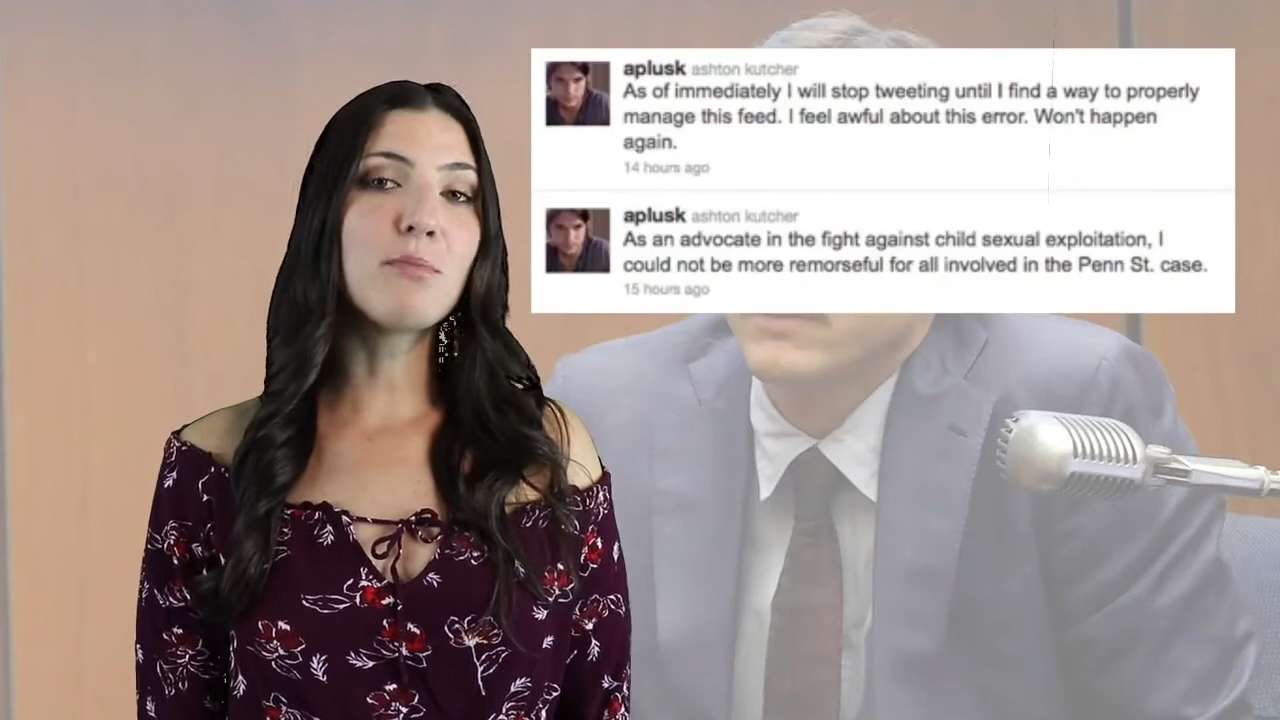 aplusk ashton kutcher
As of immediately I will stop tweeting until I find a way to properly
manage this feed. I feel awful about this error. Won't happen
again.
14 hours ago
aplusk ashton kutcher
As an advocate in the fight against child sexual exploitation, I
could not be more remorseful for all involved in the Penn St. case.
15 hours ago